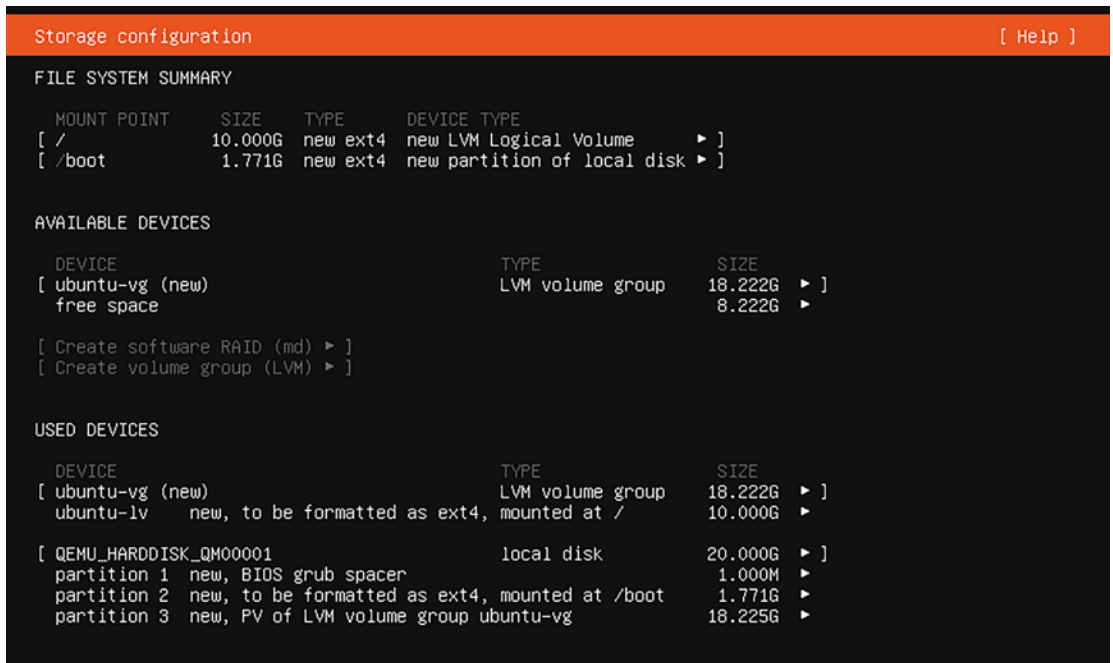 Storage configuration [ Help ]
FILE SYSTEM SUMMARY
MOUNT POINT SIZE TYPE DEVICE TYPE
[ / 10.000G new ext4 new LVM Logical Volume ▸ ]
[ /boot 1.771G new ext4 new partition of local disk ▸ ]
AVAILABLE DEVICES
DEVICE TYPE SIZE
[ ubuntu-vg (new) LVM volume group 18.222G ▸ ]
free space 8.222G ▸
[ Create software RAID (md) ▸ ]
[ Create volume group (LVM) ▸ ]
USED DEVICES
DEVICE TYPE SIZE
[ ubuntu-vg (new) LVM volume group 18.222G ▸ ]
ubuntu-lv new, to be formatted as ext4, mounted at / 10.000G ▸
[ QEMU_HARDDISK_QM00001 local disk 20.000G ▸ ]
partition 1 new, BIOS grub spacer 1.000M ▸
partition 2 new, to be formatted as ext4, mounted at /boot 1.771G ▸
partition 3 new, PV of LVM volume group ubuntu-vg 18.225G ▸